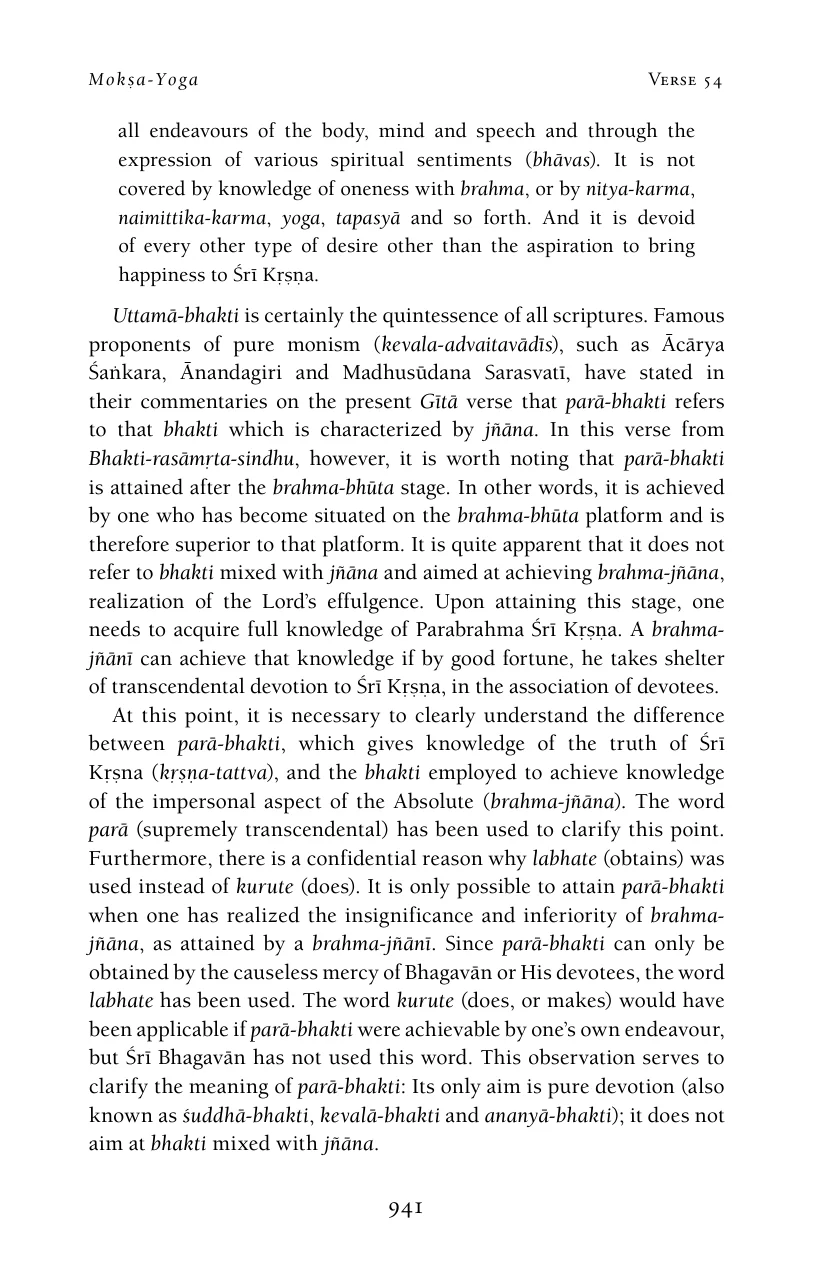 Mokṣa-Yoga Verse 54
all endeavours of the body, mind and speech and through the
expression of various spiritual sentiments (bhāvas). It is not
covered by knowledge of oneness with brahma, or by nitya-karma,
naimittika-karma, yoga, tapasyā and so forth. And it is devoid
of every other type of desire other than the aspiration to bring
happiness to Śrī Kṛṣṇa.
Uttamā-bhakti is certainly the quintessence of all scriptures. Famous
proponents of pure monism (kevala-advaitavādīs), such as Ācārya
Śaṅkara, Ānandagiri and Madhusūdana Sarasvatī, have stated in
their commentaries on the present Gītā verse that parā-bhakti refers
to that bhakti which is characterized by jñāna. In this verse from
Bhakti-rasāmṛta-sindhu, however, it is worth noting that parā-bhakti
is attained after the brahma-bhūta stage. In other words, it is achieved
by one who has become situated on the brahma-bhūta platform and is
therefore superior to that platform. It is quite apparent that it does not
refer to bhakti mixed with jñāna and aimed at achieving brahma-jñāna,
realization of the Lord's effulgence. Upon attaining this stage, one
needs to acquire full knowledge of Parabrahma Śrī Kṛṣṇa. A brahma-
jñānī can achieve that knowledge if by good fortune, he takes shelter
of transcendental devotion to Śrī Kṛṣṇa, in the association of devotees.
At this point, it is necessary to clearly understand the difference
between parā-bhakti, which gives knowledge of the truth of Śrī
Kṛṣna (kṛṣṇa-tattva), and the bhakti employed to achieve knowledge
of the impersonal aspect of the Absolute (brahma-jñāna). The word
parā (supremely transcendental) has been used to clarify this point.
Furthermore, there is a confidential reason why labhate (obtains) was
used instead of kurute (does). It is only possible to attain parā-bhakti
when one has realized the insignificance and inferiority of brahma-
jñāna, as attained by a brahma-jñānī. Since parā-bhakti can only be
obtained by the causeless mercy of Bhagavān or His devotees, the word
labhate has been used. The word kurute (does, or makes) would have
been applicable if parā-bhakti were achievable by one's own endeavour,
but Śrī Bhagavān has not used this word. This observation serves to
clarify the meaning of parā-bhakti: Its only aim is pure devotion (also
known as śuddhā-bhakti, kevalā-bhakti and ananyā-bhakti); it does not
aim at bhakti mixed with jñāna.
941